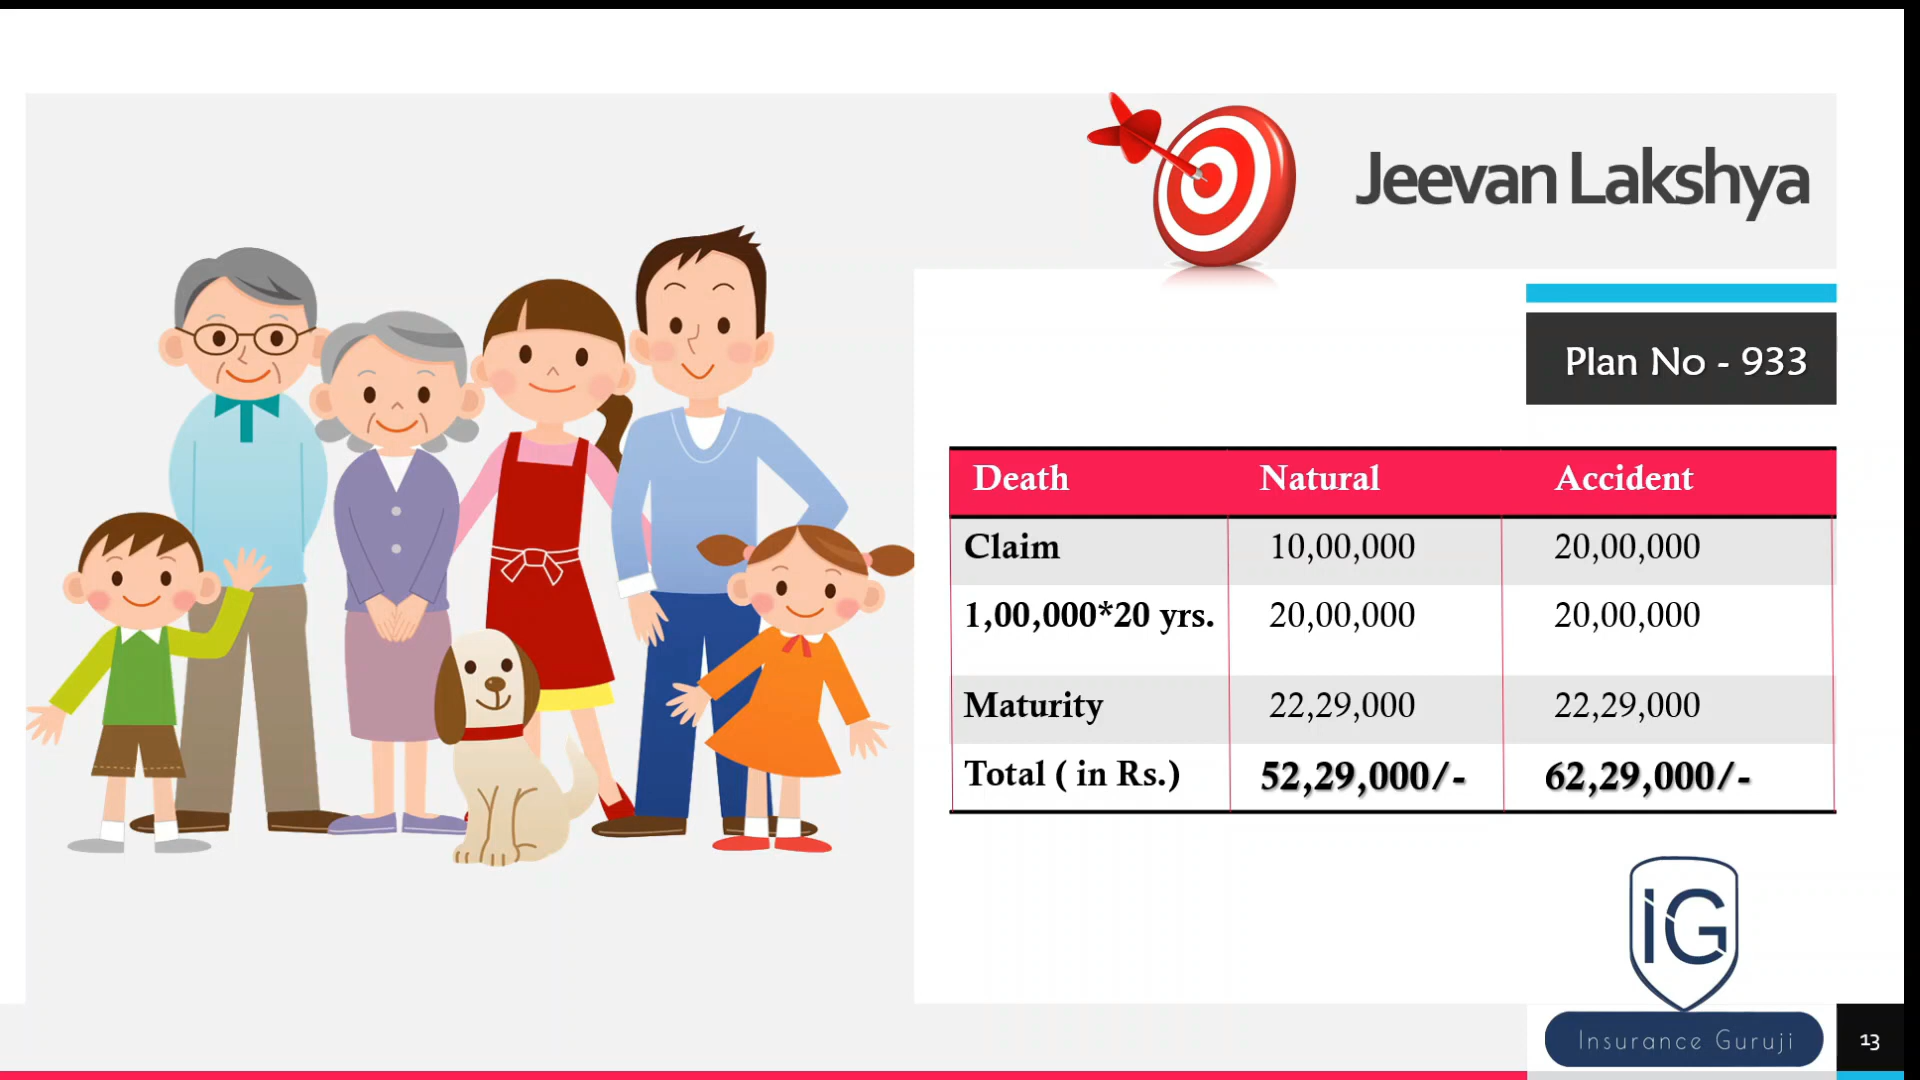 Jeevan Lakshya
Plan No - 933
Death Natural Accident
Claim 10,00,000 20,00,000
1,00,000*20 yrs. 20,00,000 20,00,000
Maturity 22,29,000 22,29,000
Total ( in Rs.) 52,29,000/- 62,29,000/-
IG
Insurance Guruji
13